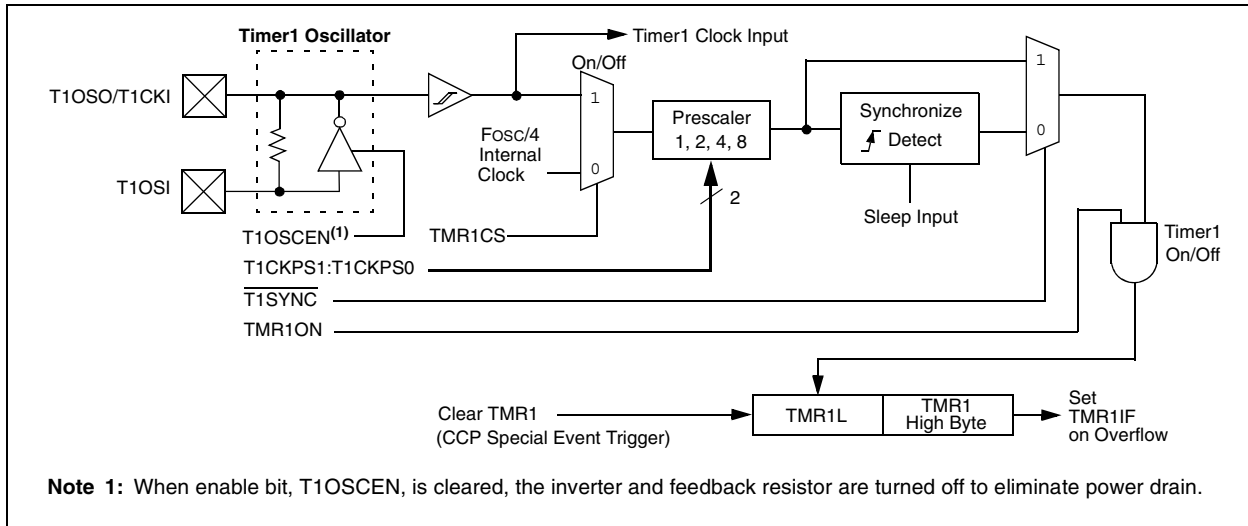 Timer1 Oscillator
Timer1 Clock Input
On/Off
T1OSO/T1CKI
1
1
FOSC/4
Internal
Clock
0
Prescaler
1, 2, 4, 8
Synchronize
Detect
0
T1OSI
2
Sleep Input
T1OSCEN(1)
TMR1CS
Timer1
On/Off
T1CKPS1:T1CKPS0
T1SYNC
TMR1ON
Clear TMR1
(CCP Special Event Trigger)
TMR1L
TMR1
High Byte
Set
TMR1IF
on Overflow
Note 1: When enable bit, T1OSCEN, is cleared, the inverter and feedback resistor are turned off to eliminate power drain.